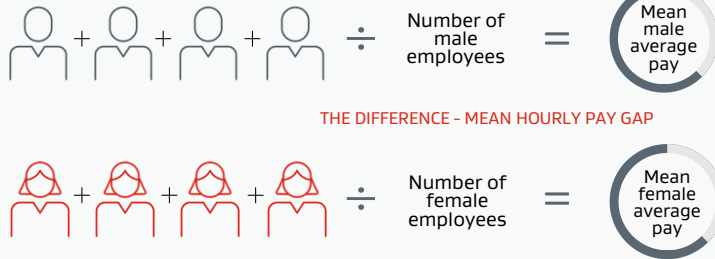 + + + ÷ Number of male employees = Mean male average pay
THE DIFFERENCE - MEAN HOURLY PAY GAP
+ + + ÷ Number of female employees = Mean female average pay